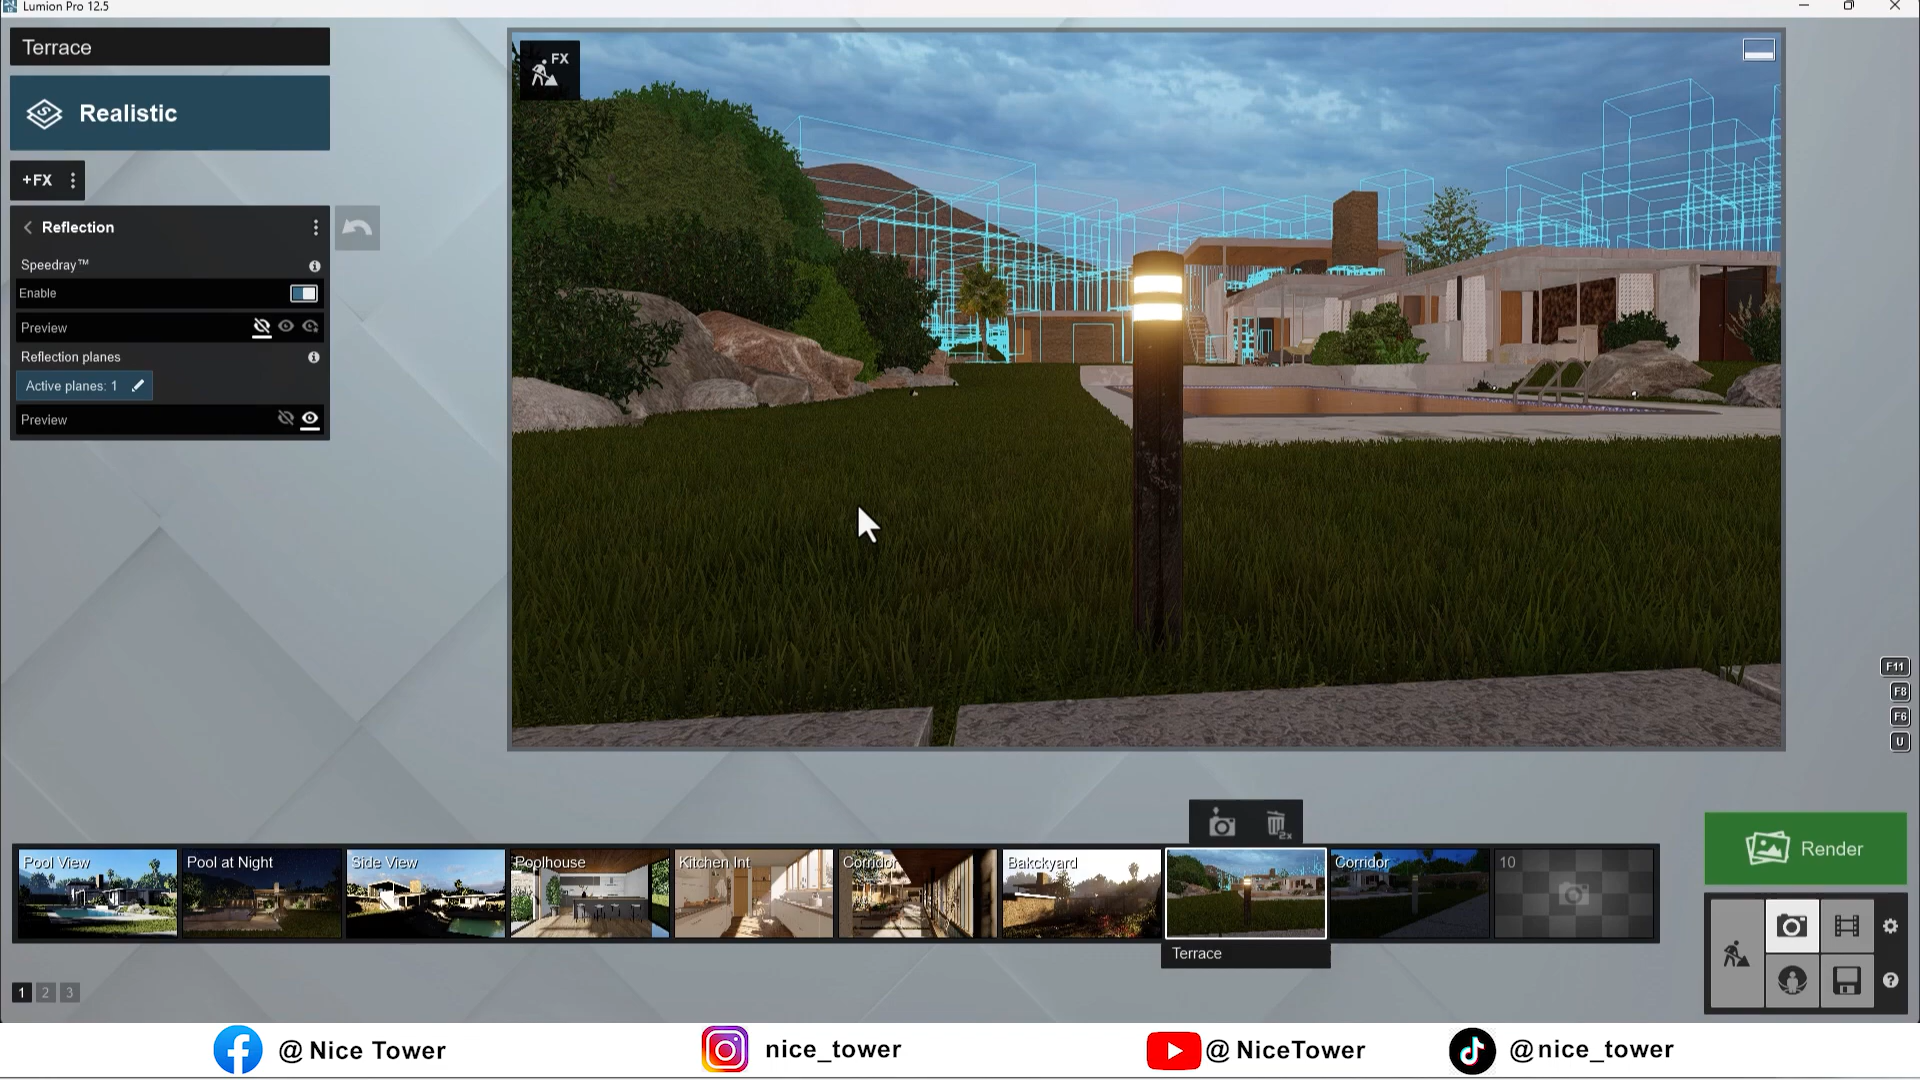 Lumion Pro 12.5
Terrace
Realistic
+FX
FX
Reflection
Speedray™
Enable
Preview
Reflection planes
Active planes: 1
Preview
F11
F8
F6
U
2x
Pool View
Pool at Night
Side View
Poolhouse
Kitchen Int
Corridor
Bakckyard
Corridor
10
Terrace
Render
1 2 3
@ Nice Tower
nice_tower
@ NiceTower
@nice_tower